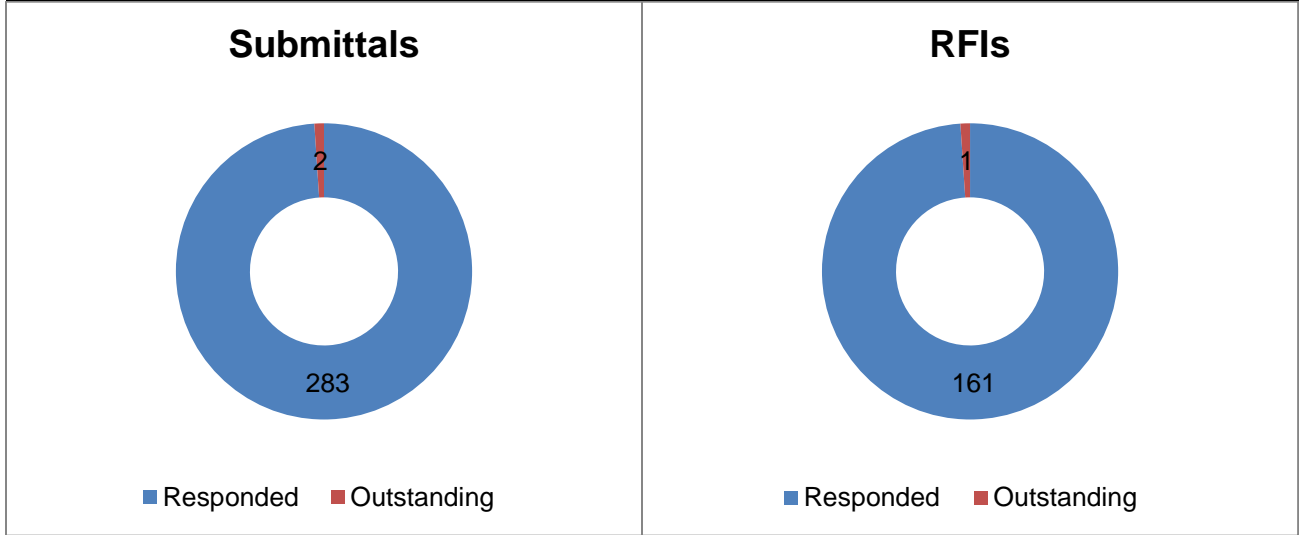 Submittals
2
283
Responded Outstanding
RFIs
1
161
Responded Outstanding